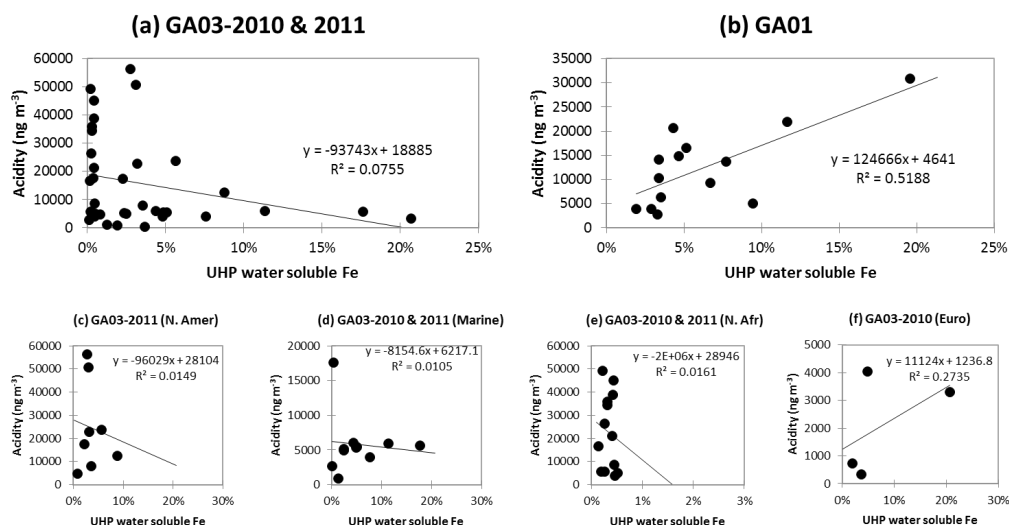 (a) GA03-2010 & 2011
Acidity (ng m⁻³)
60000
50000
40000
30000
20000
10000
0
y = -93743x + 18885
R² = 0.0755
0% 5% 10% 15% 20% 25%
UHP water soluble Fe
(b) GA01
Acidity (ng m⁻³)
35000
30000
25000
20000
15000
10000
5000
0
y = 124666x + 4641
R² = 0.5188
0% 5% 10% 15% 20% 25%
UHP water soluble Fe
(c) GA03-2011 (N. Amer)
Acidity (ng m⁻³)
60000
50000
40000
30000
20000
10000
0
y = -96029x + 28104
R² = 0.0149
0% 10% 20% 30%
UHP water soluble Fe
(d) GA03-2010 & 2011 (Marine)
Acidity (ng m⁻³)
20000
15000
10000
5000
0
y = -8154.6x + 6217.1
R² = 0.0105
0% 10% 20% 30%
UHP water soluble Fe
(e) GA03-2010 & 2011 (N. Afr)
Acidity (ng m⁻³)
60000
50000
40000
30000
20000
10000
0
y = -2E+06x + 28946
R² = 0.0161
0% 1% 2% 3%
UHP water soluble Fe
(f) GA03-2010 (Euro)
Acidity (ng m⁻³)
5000
4000
3000
2000
1000
0
y = 11124x + 1236.8
R² = 0.2735
0% 10% 20% 30%
UHP water soluble Fe